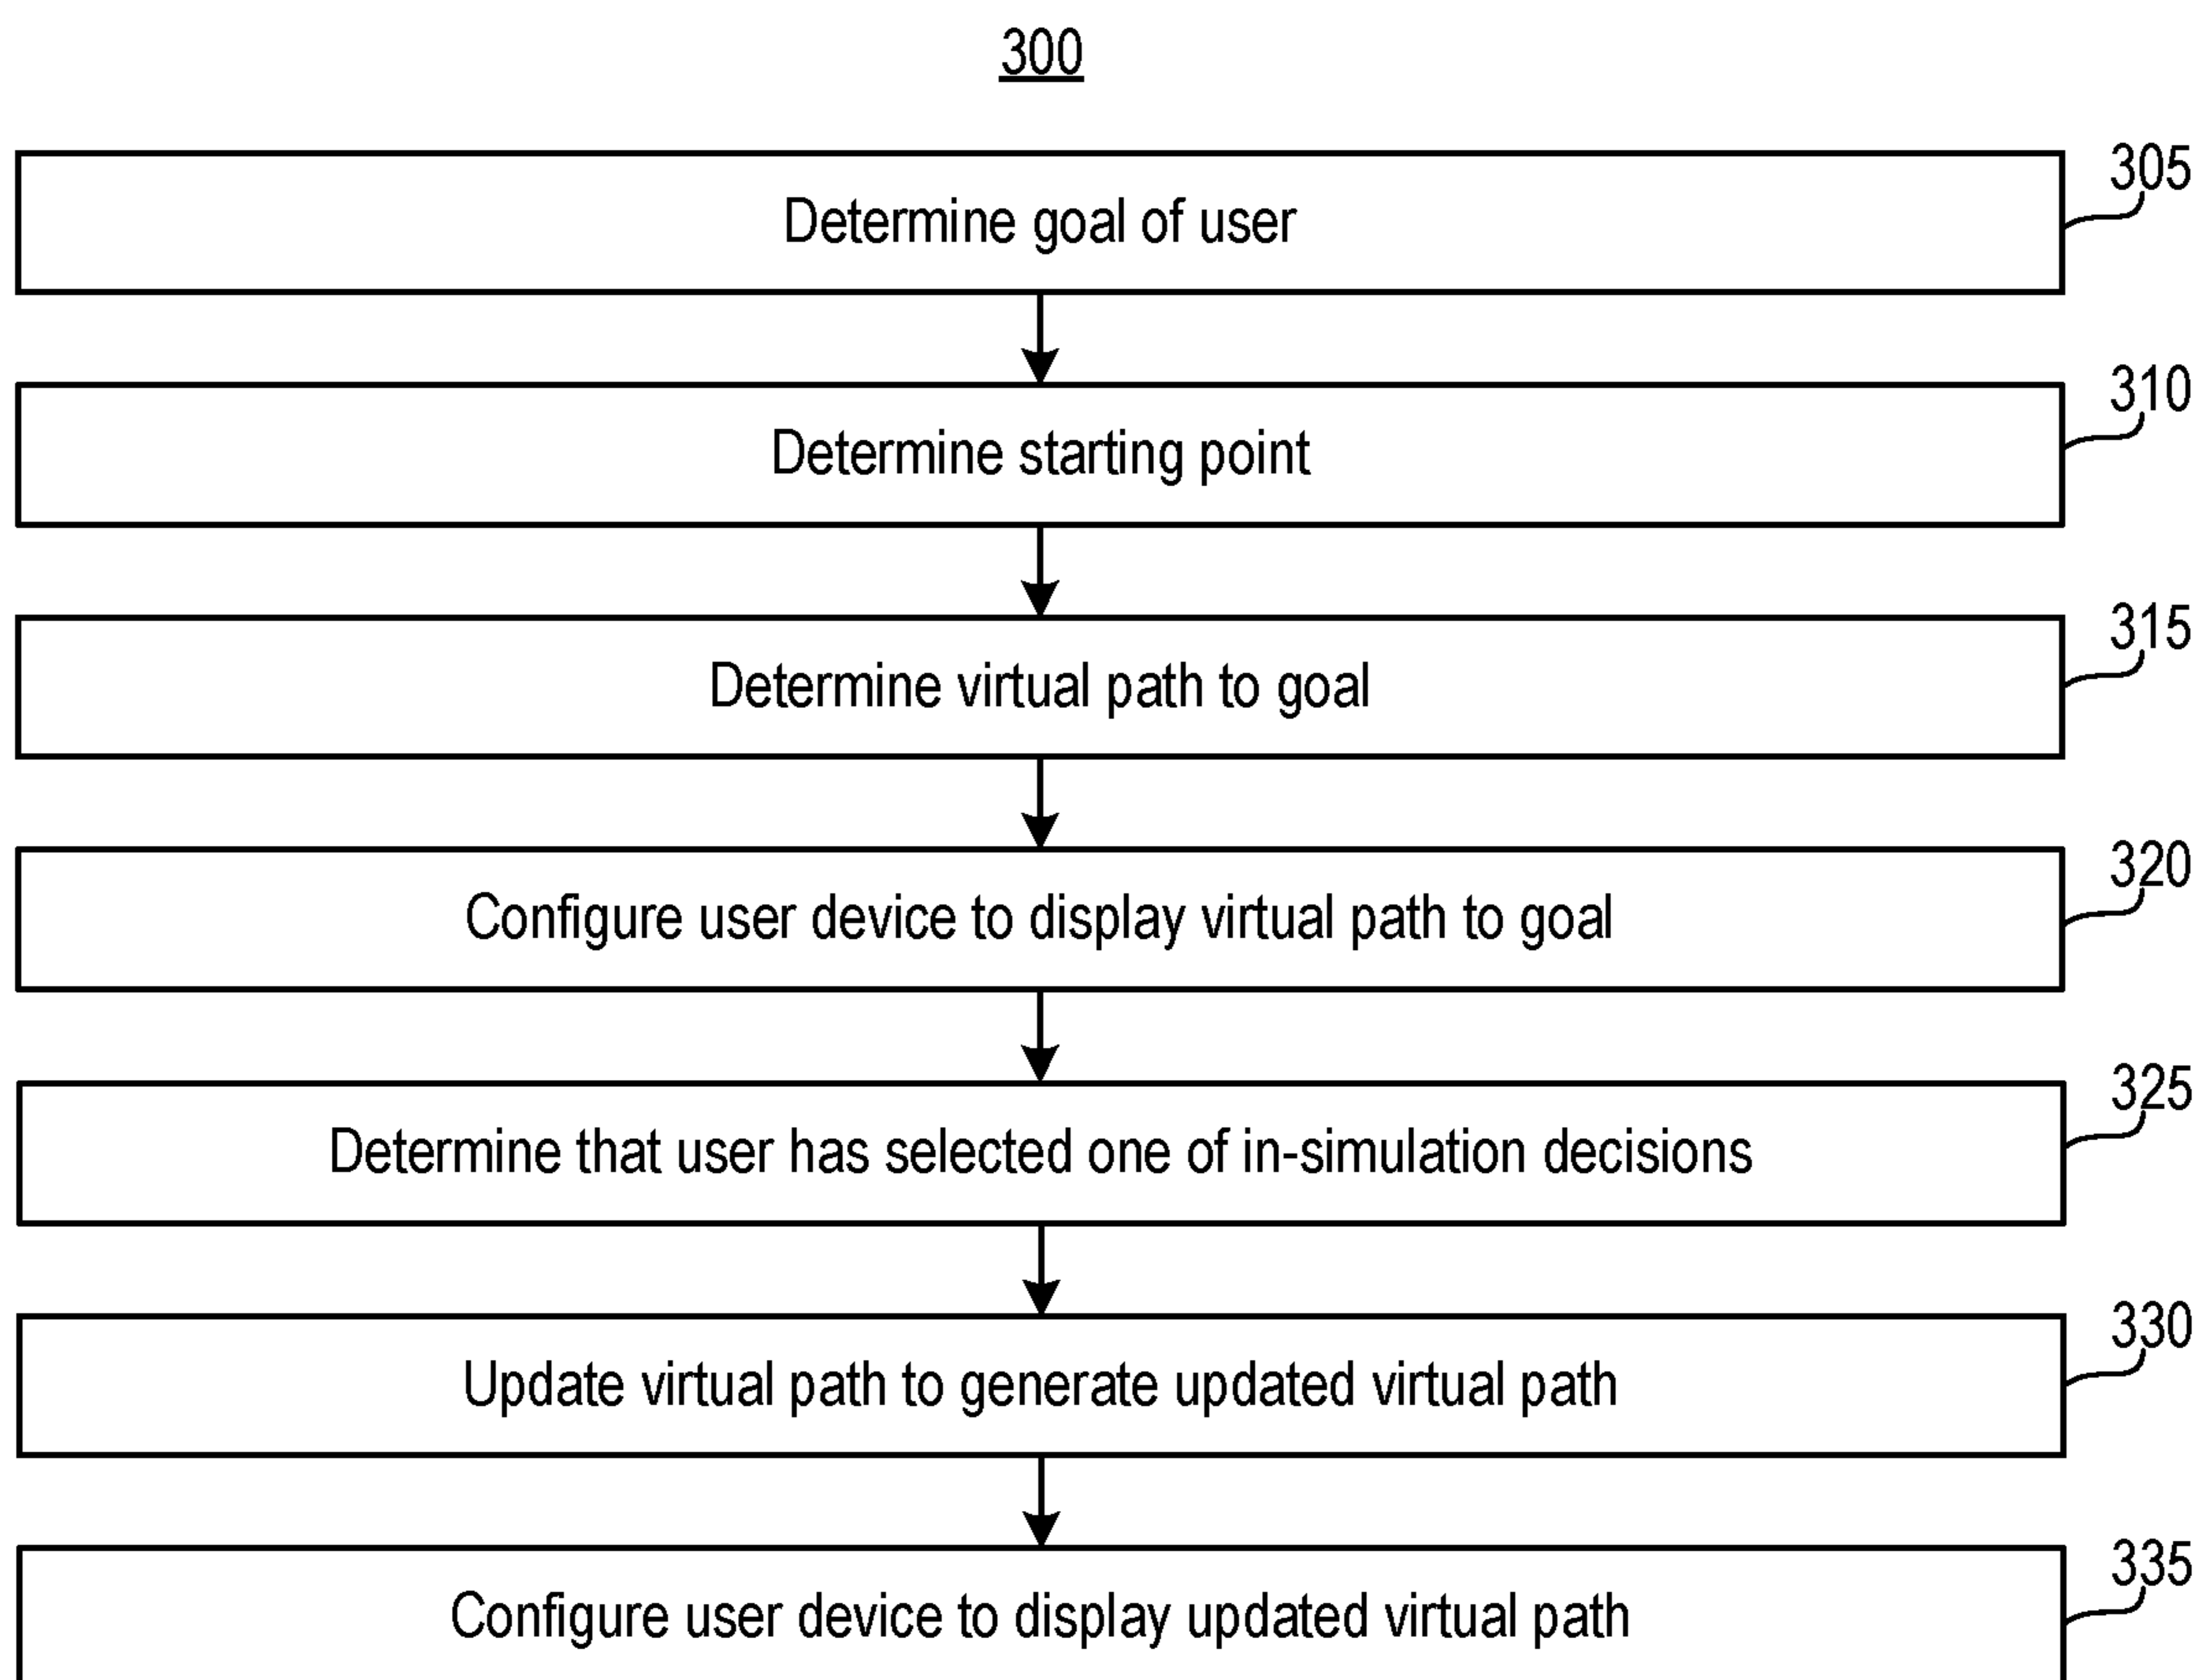 300
305
Determine goal of user
310
Determine starting point
315
Determine virtual path to goal
320
Configure user device to display virtual path to goal
325
Determine that user has selected one of in-simulation decisions
330
Update virtual path to generate updated virtual path
335
Configure user device to display updated virtual path